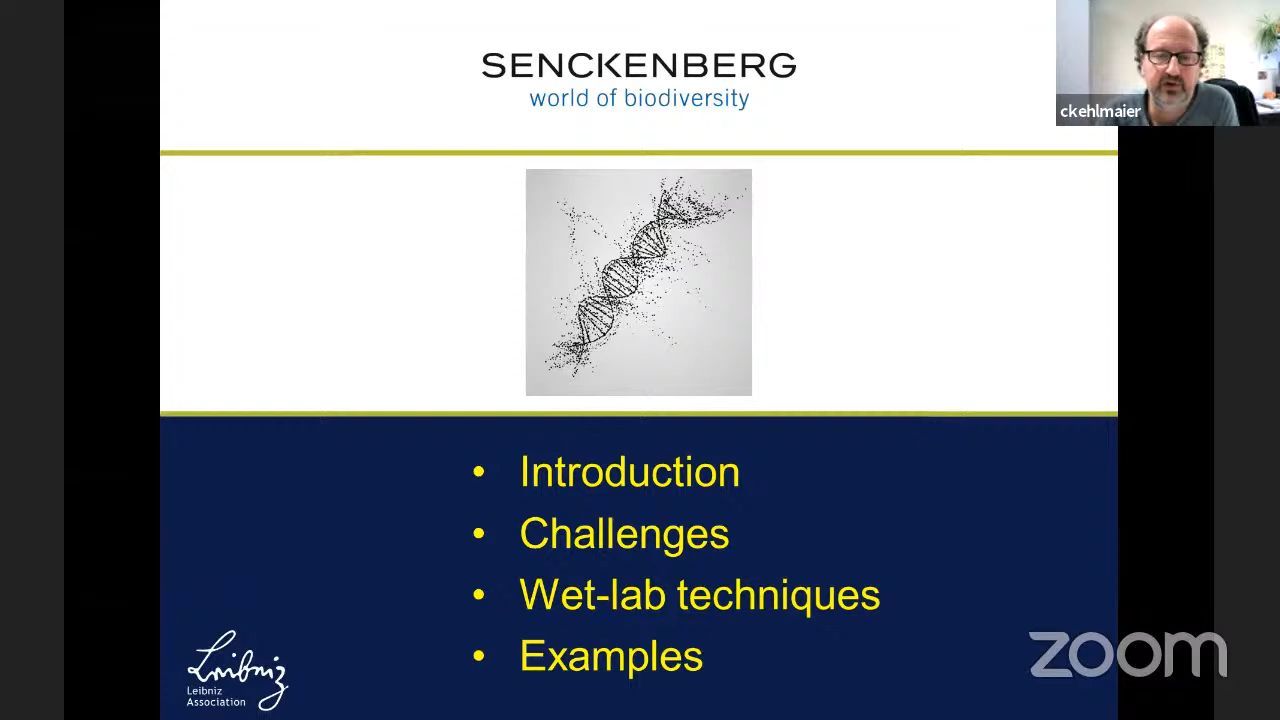 SENCKENBERG
world of biodiversity
ckehlmaier
• Introduction
• Challenges
• Wet-lab techniques
• Examples
Leibniz
Leibniz
Association
zoom